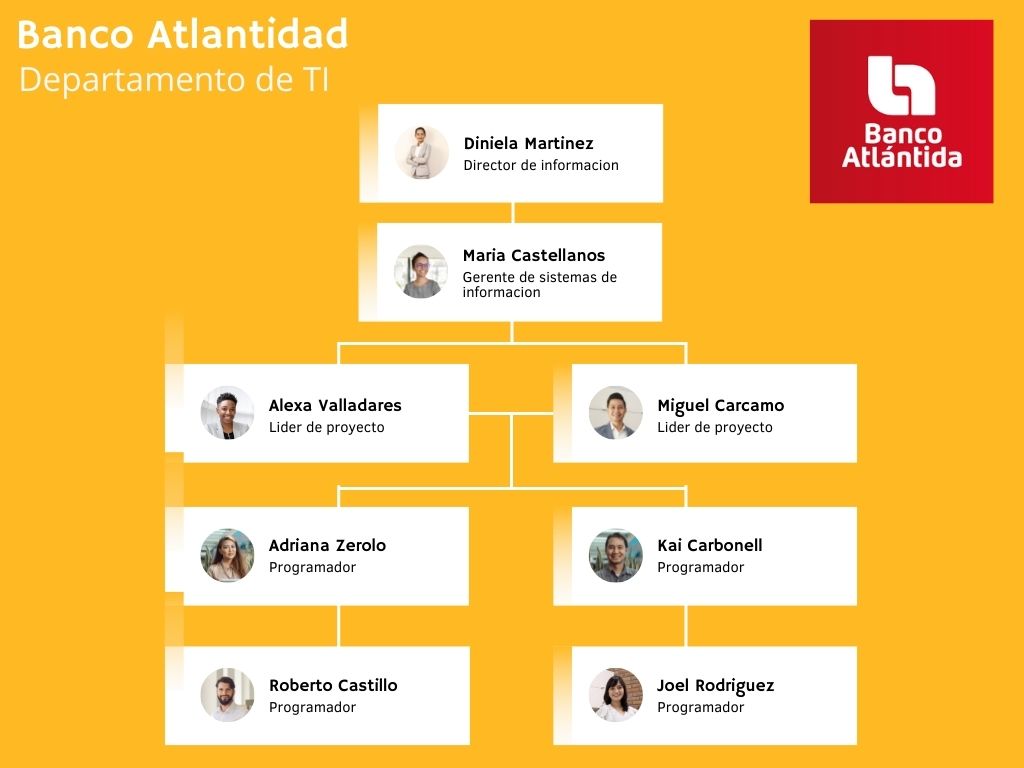 Banco Atlantidad
Departamento de TI
Banco
Atlántida
Diniela Martinez
Director de informacion
Maria Castellanos
Gerente de sistemas de
informacion
Alexa Valladares
Lider de proyecto
Miguel Carcamo
Lider de proyecto
Adriana Zerolo
Programador
Kai Carbonell
Programador
Roberto Castillo
Programador
Joel Rodriguez
Programador